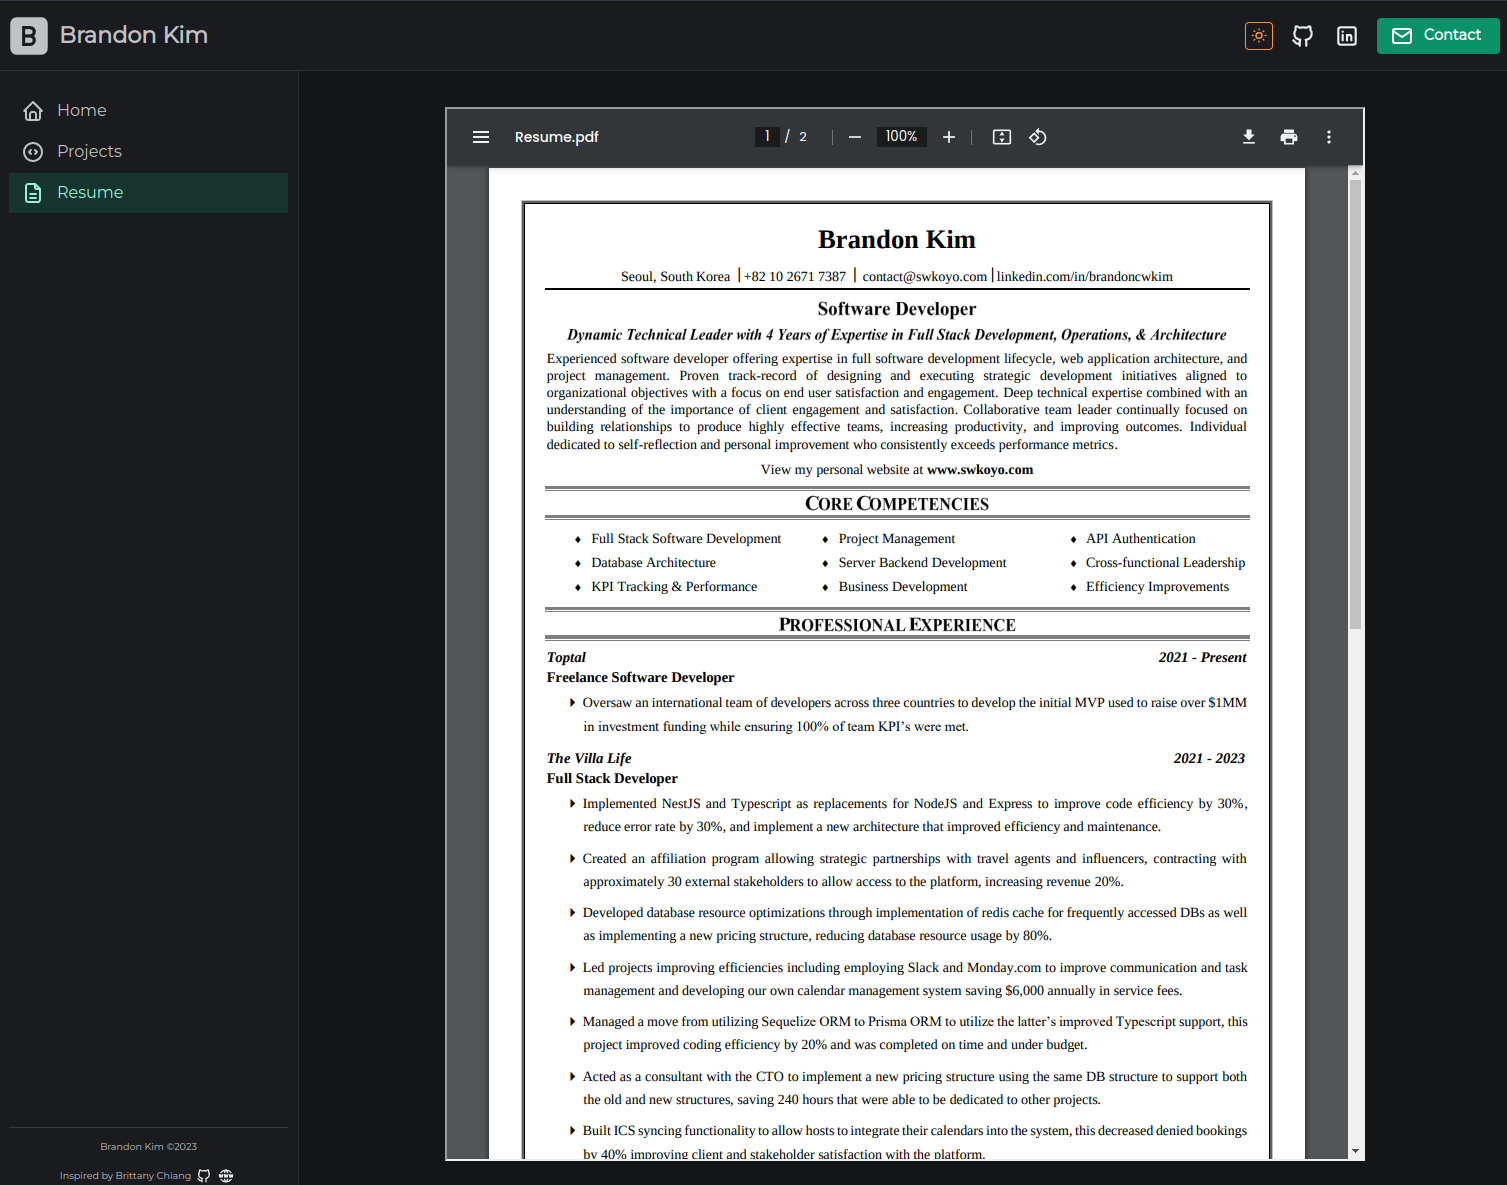 B Brandon Kim
Contact
Home
Projects
Resume
Resume.pdf 1 / 2 100%
Brandon Kim
Seoul, South Korea | +82 10 2671 7387 | contact@swkoyo.com | linkedin.com/in/brandoncwkim
Software Developer
Dynamic Technical Leader with 4 Years of Expertise in Full Stack Development, Operations, & Architecture
Experienced software developer offering expertise in full software development lifecycle, web application architecture, and
project management. Proven track-record of designing and executing strategic development initiatives aligned to
organizational objectives with a focus on end user satisfaction and engagement. Deep technical expertise combined with an
understanding of the importance of client engagement and satisfaction. Collaborative team leader continually focused on
building relationships to produce highly effective teams, increasing productivity, and improving outcomes. Individual
dedicated to self-reflection and personal improvement who consistently exceeds performance metrics.
View my personal website at www.swkoyo.com
CORE COMPETENCIES
♦ Full Stack Software Development ♦ Project Management ♦ API Authentication
♦ Database Architecture ♦ Server Backend Development ♦ Cross-functional Leadership
♦ KPI Tracking & Performance ♦ Business Development ♦ Efficiency Improvements
PROFESSIONAL EXPERIENCE
Toptal 2021 - Present
Freelance Software Developer
Oversaw an international team of developers across three countries to develop the initial MVP used to raise over $1MM
in investment funding while ensuring 100% of team KPI’s were met.
The Villa Life 2021 - 2023
Full Stack Developer
Implemented NestJS and Typescript as replacements for NodeJS and Express to improve code efficiency by 30%,
reduce error rate by 30%, and implement a new architecture that improved efficiency and maintenance.
Created an affiliation program allowing strategic partnerships with travel agents and influencers, contracting with
approximately 30 external stakeholders to allow access to the platform, increasing revenue 20%.
Developed database resource optimizations through implementation of redis cache for frequently accessed DBs as well
as implementing a new pricing structure, reducing database resource usage by 80%.
Led projects improving efficiencies including employing Slack and Monday.com to improve communication and task
management and developing our own calendar management system saving $6,000 annually in service fees.
Managed a move from utilizing Sequelize ORM to Prisma ORM to utilize the latter’s improved Typescript support, this
project improved coding efficiency by 20% and was completed on time and under budget.
Acted as a consultant with the CTO to implement a new pricing structure using the same DB structure to support both
the old and new structures, saving 240 hours that were able to be dedicated to other projects.
Built ICS syncing functionality to allow hosts to integrate their calendars into the system, this decreased denied bookings
by 40% improving client and stakeholder satisfaction with the platform.
Brandon Kim ©2023
Inspired by Brittany Chiang